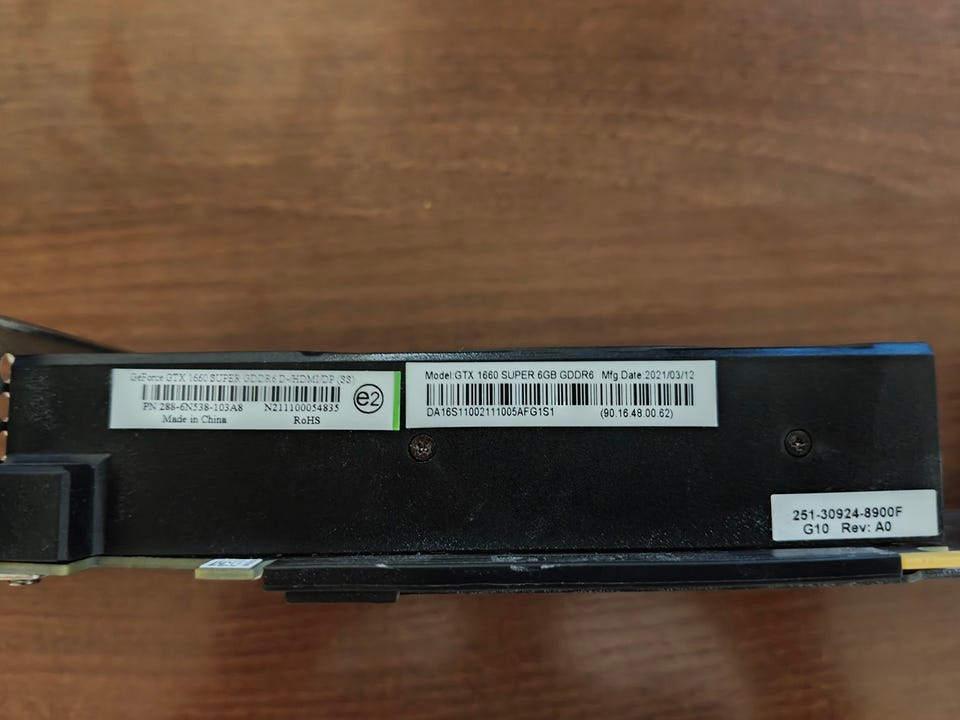 GeForce GTX 1660 SUPER GDDR6 D-/HDMI/DP (SS)
PN 288-6N538-103A8 N211100054835
Made in China RoHS
e2
Model:GTX 1660 SUPER 6GB GDDR6 Mfg Date 2021/03/12
DA16S11002111005AFG1S1 (90.16.48.00.62)
251-30924-8900F
G10 Rev: A0